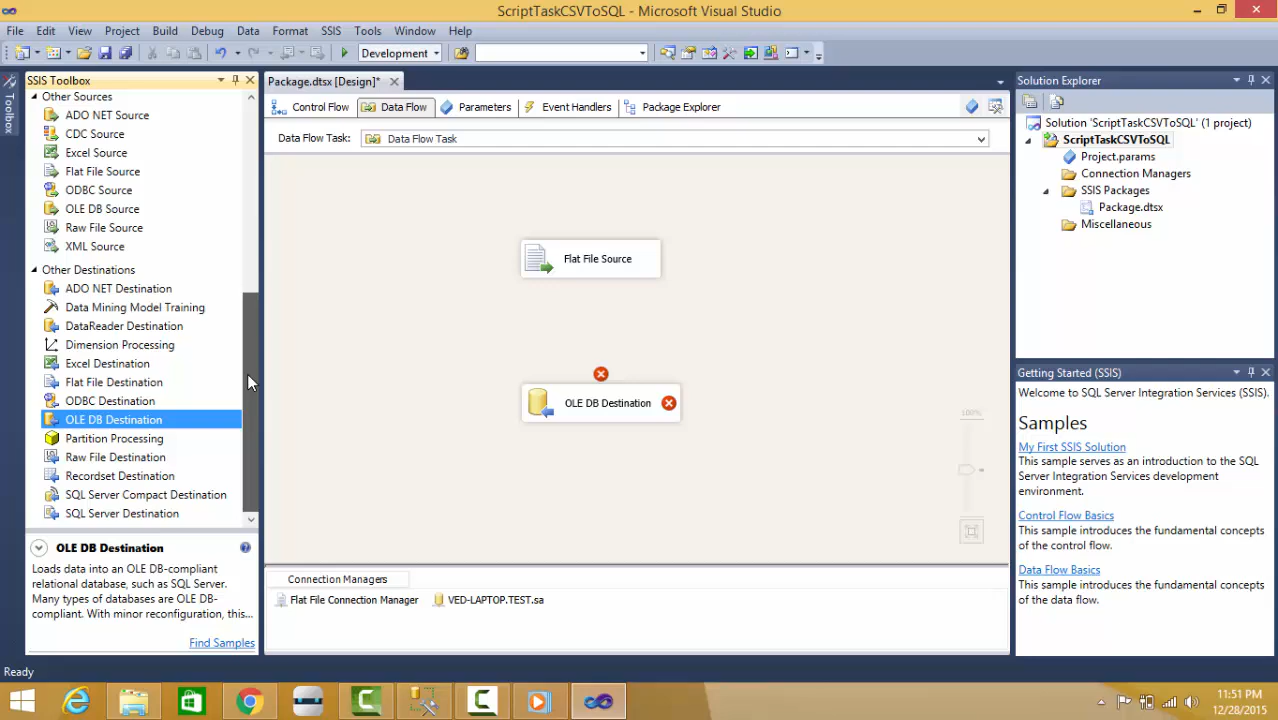 ScriptTaskCSVToSQL - Microsoft Visual Studio
File Edit View Project Build Debug Data Format SSIS Tools Window Help
Development
SSIS Toolbox
Other Sources
ADO NET Source
CDC Source
Excel Source
Flat File Source
ODBC Source
OLE DB Source
Raw File Source
XML Source
Other Destinations
ADO NET Destination
Data Mining Model Training
DataReader Destination
Dimension Processing
Excel Destination
Flat File Destination
ODBC Destination
OLE DB Destination
Partition Processing
Raw File Destination
Recordset Destination
SQL Server Compact Destination
SQL Server Destination
OLE DB Destination
Loads data into an OLE DB-compliant
relational database, such as SQL Server.
Many types of databases are OLE DB-
compliant. With minor reconfiguration, this...
Find Samples
Toolbox
Package.dtsx [Design]*
Control Flow Data Flow Parameters Event Handlers Package Explorer
Data Flow Task: Data Flow Task
Flat File Source
OLE DB Destination
100%
Connection Managers
Flat File Connection Manager VED-LAPTOP.TEST.sa
Solution Explorer
Solution 'ScriptTaskCSVToSQL' (1 project)
ScriptTaskCSVToSQL
Project.params
Connection Managers
SSIS Packages
Package.dtsx
Miscellaneous
Getting Started (SSIS)
Welcome to SQL Server Integration Services (SSIS).
Samples
My First SSIS Solution
This sample serves as an introduction to the SQL
Server Integration Services development
environment.
Control Flow Basics
This sample introduces the fundamental concepts
of the control flow.
Data Flow Basics
This sample introduces the fundamental concepts
of the data flow.
Ready
11:51 PM
12/28/2015